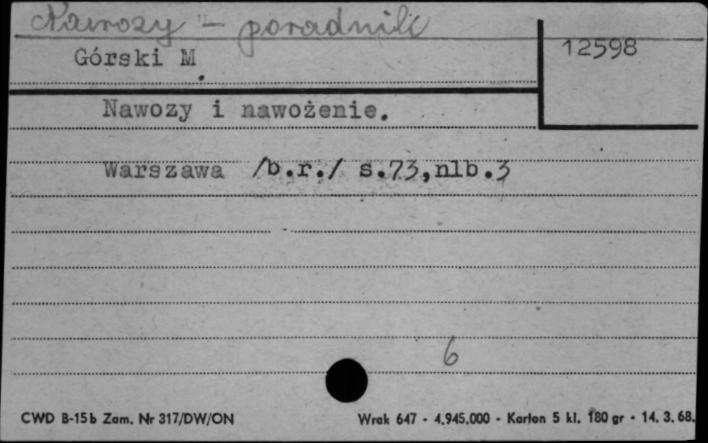 Nawozy - poradniki
12598
Górski M.
Nawozy i nawożenie.
Warszawa /b.r./ s.73,nlb.3
6
CWD B-15b Zam. Nr 317/DW/ON
Wrak 647 - 4.945.000 - Karton 5 kl. 180 gr - 14. 3. 68.